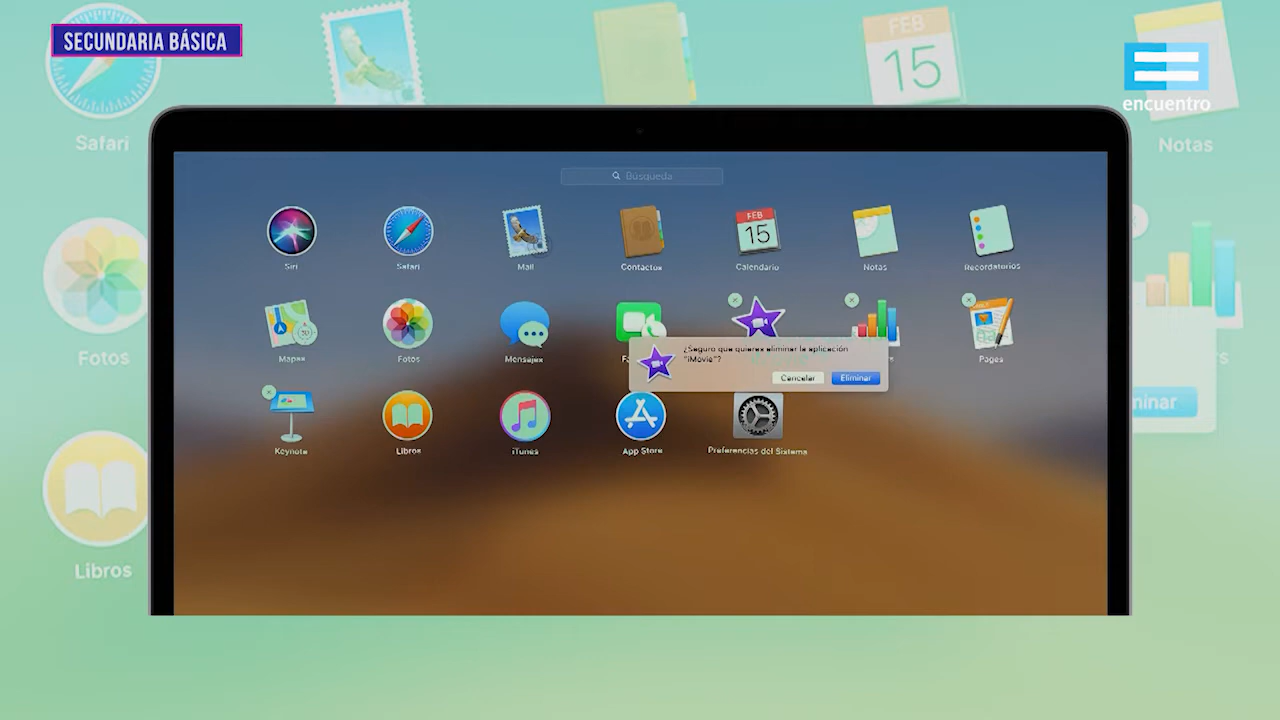 SECUNDARIA BÁSICA
encuentro
FEB
15
Safari
Notas
Fotos
Libros
minar
Búsqueda
FEB
15
Siri
Safari
Mail
Contactos
Calendario
Notas
Recordatorios
Mapas
Fotos
Mensajes
Pages
¿Seguro que quieres eliminar la aplicación
"iMovie"?
Cancelar
Eliminar
Keynote
Libros
iTunes
App Store
Preferencias del Sistema